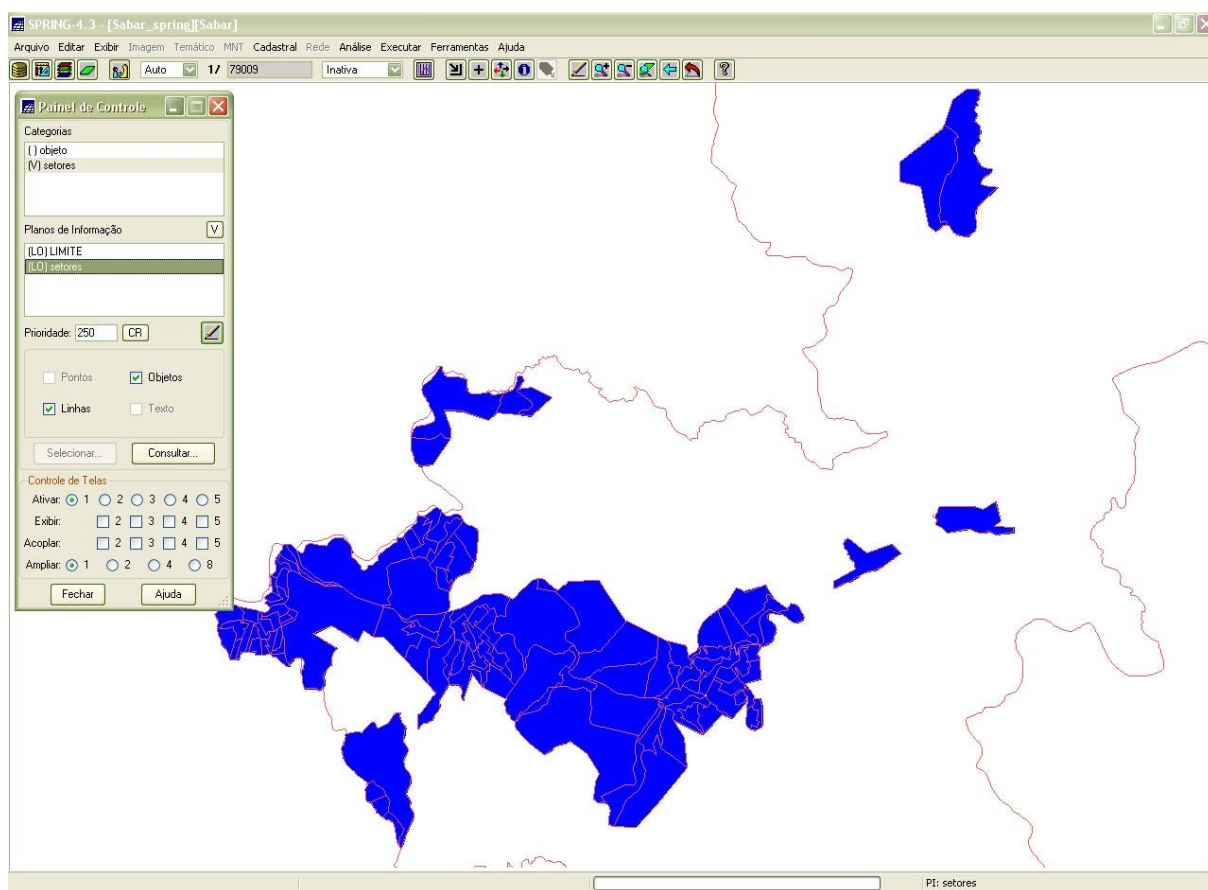 SPRING-4.3 - [Sabar_spring][Sabar]
Arquivo Editar Exibir Imagem Temático MNT Cadastral Rede Análise Executar Ferramentas Ajuda
Auto 1/ 79009 Inativa
Painel de Controle
Categorias
( ) objeto
(V) setores
Planos de Informação V
(LO) LIMITE
(LO) setores
Prioridade: 250 CR
Pontos Objetos
Linhas Texto
Selecionar... Consultar...
Controle de Telas
Ativar: 1 2 3 4 5
Exibir: 2 3 4 5
Acoplar: 2 3 4 5
Ampliar: 1 2 4 8
Fechar Ajuda
PI: setores